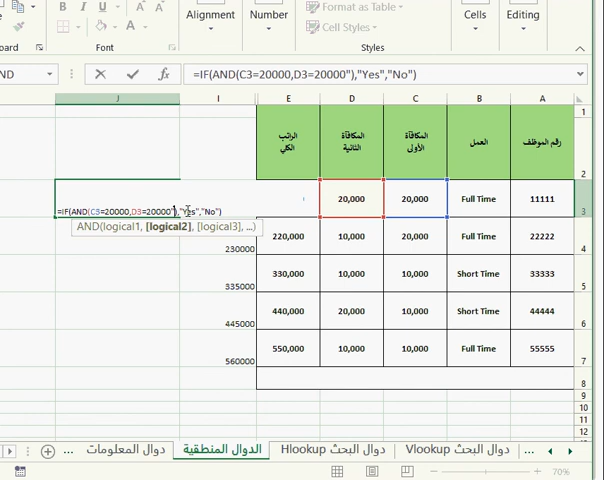 B I U A A
Format as Table
Cell Styles
Alignment
Number
Cells
Editing
Font
Styles
=IF(AND(C3=20000,D3=20000"),"Yes","No")
J I E D C B A
1
الراتب الكلي
المكافآة الثانية
المكافآة الأولى
العمل
رقم الموظف
2
=IF(AND(C3=20000,D3=20000"),"Yes","No")
20,000 20,000 Full Time 11111 3
AND(logical1, [logical2], [logical3], ...)
230000 220,000 10,000 20,000 Full Time 22222 4
335000 330,000 10,000 10,000 Short Time 33333 5
445000 440,000 20,000 10,000 Short Time 44444 6
560000 550,000 10,000 10,000 Full Time 55555 7
8
9
10
11
12
... دوال المعلومات
الدوال المنطقية
دوال البحث Hlookup
دوال البحث Vlookup ...
70%